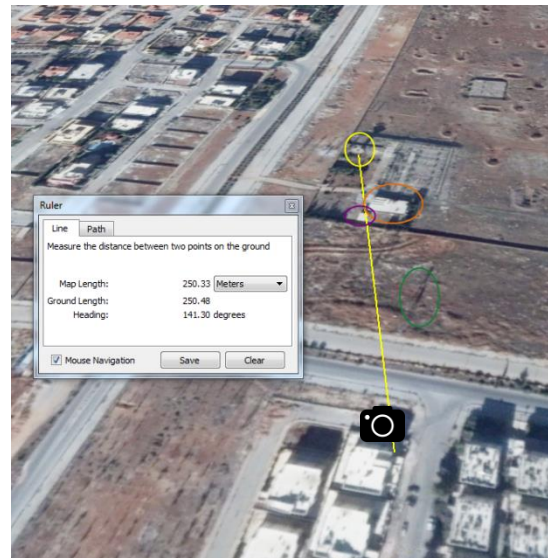 Ruler
Line Path
Measure the distance between two points on the ground
Map Length: 250.33 Meters
Ground Length: 250.48
Heading: 141.30 degrees
Mouse Navigation Save Clear